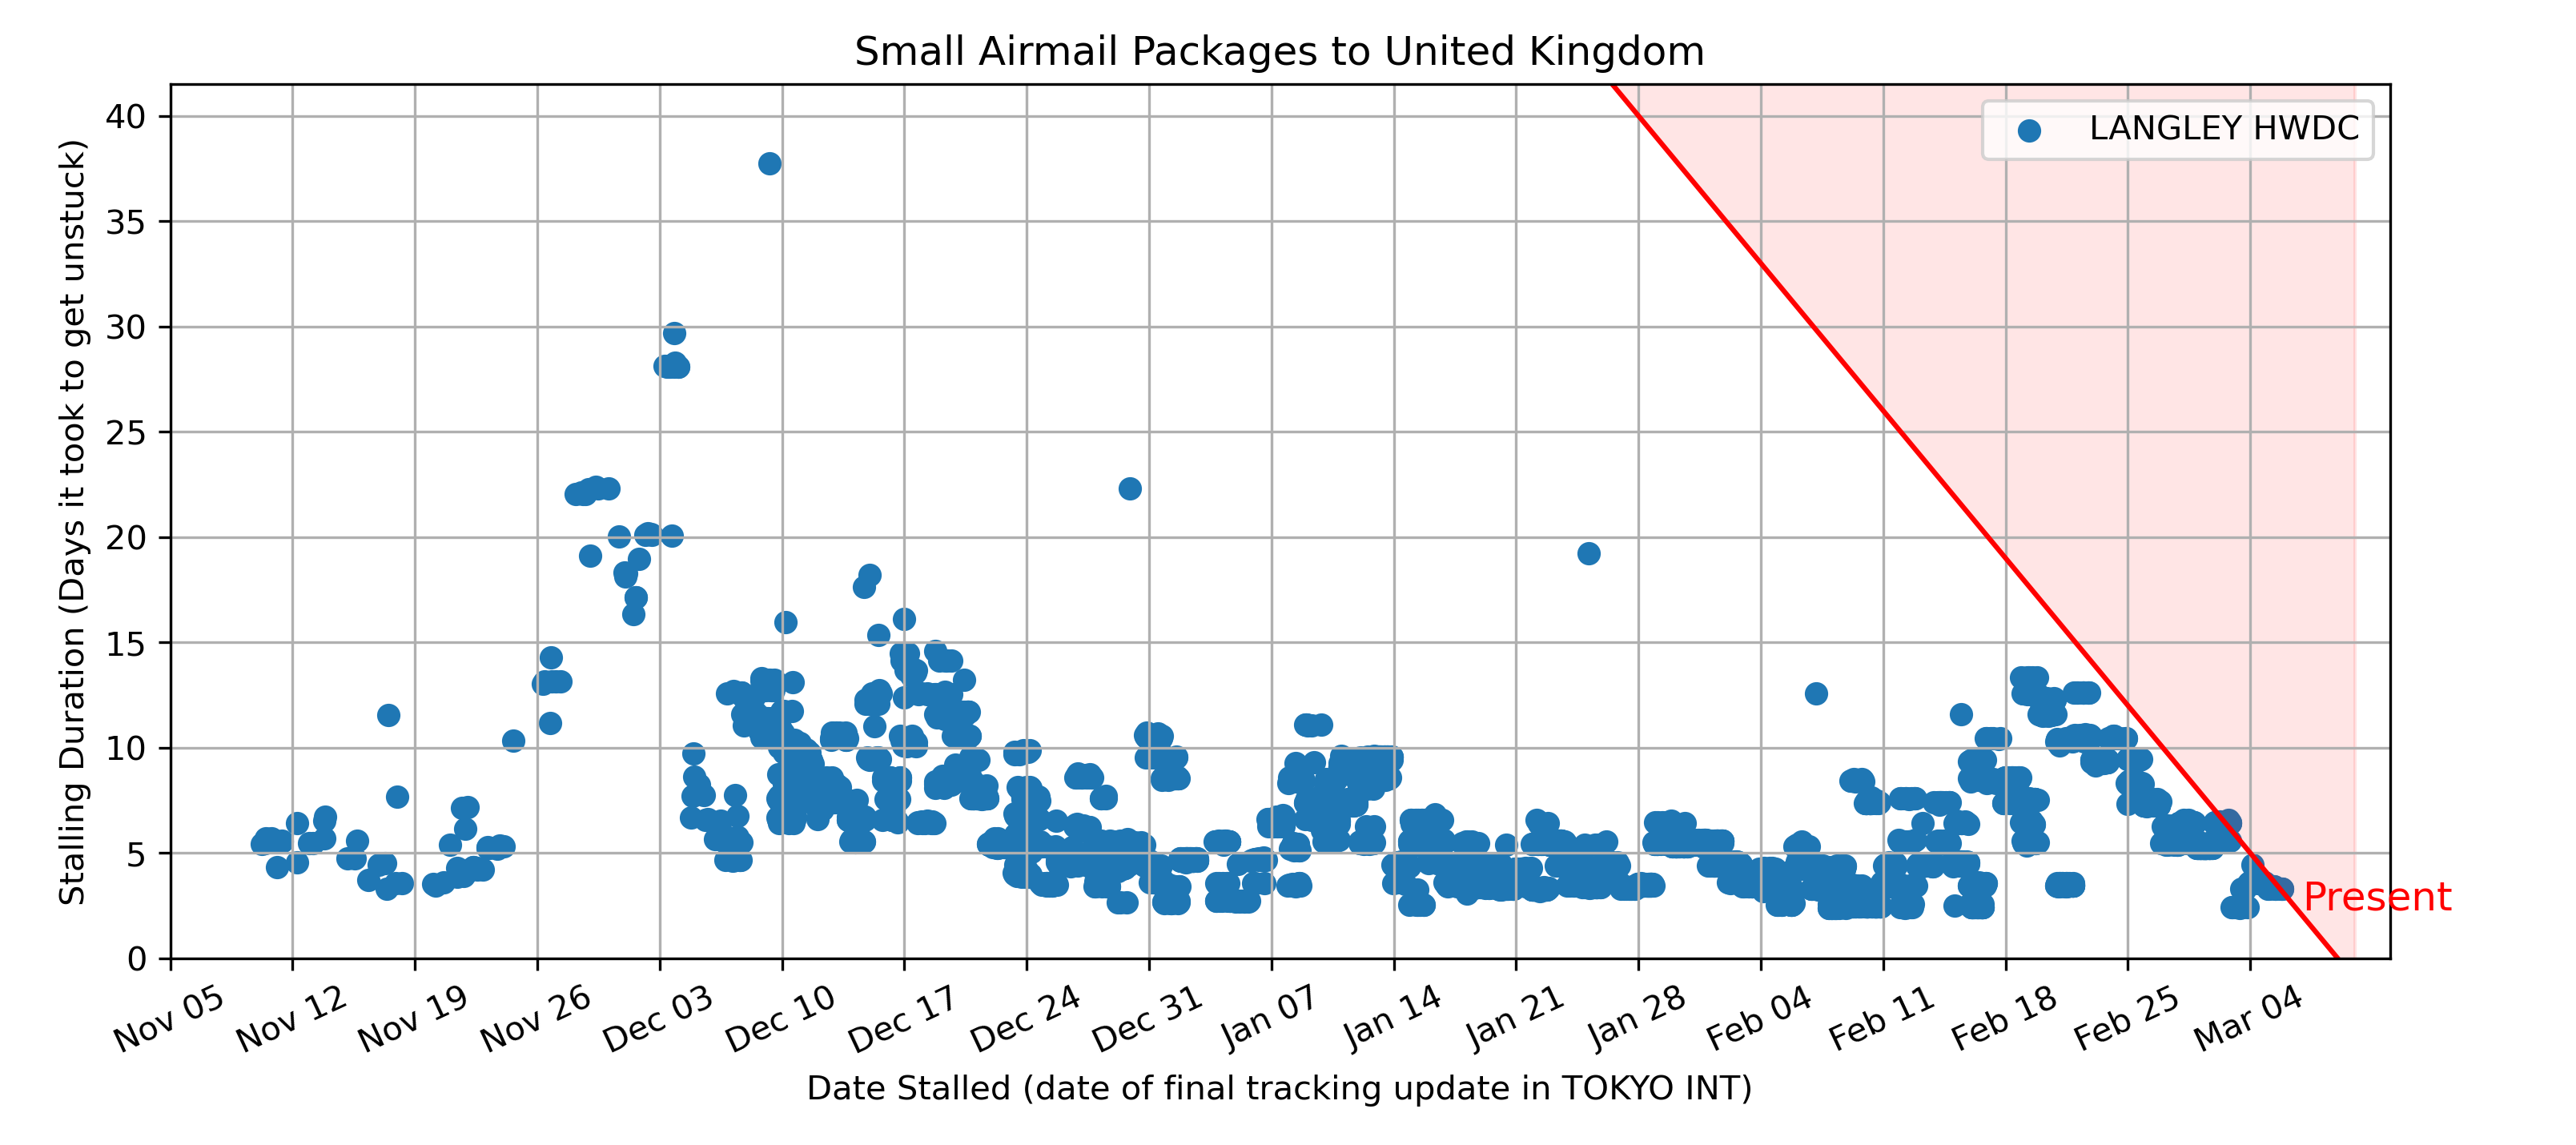 Small Airmail Packages to United Kingdom
LANGLEY HWDC
Stalling Duration (Days it took to get unstuck)
40
35
30
25
20
15
10
5
0
Present
Nov 05
Nov 12
Nov 19
Nov 26
Dec 03
Dec 10
Dec 17
Dec 24
Dec 31
Jan 07
Jan 14
Jan 21
Jan 28
Feb 04
Feb 11
Feb 18
Feb 25
Mar 04
Date Stalled (date of final tracking update in TOKYO INT)